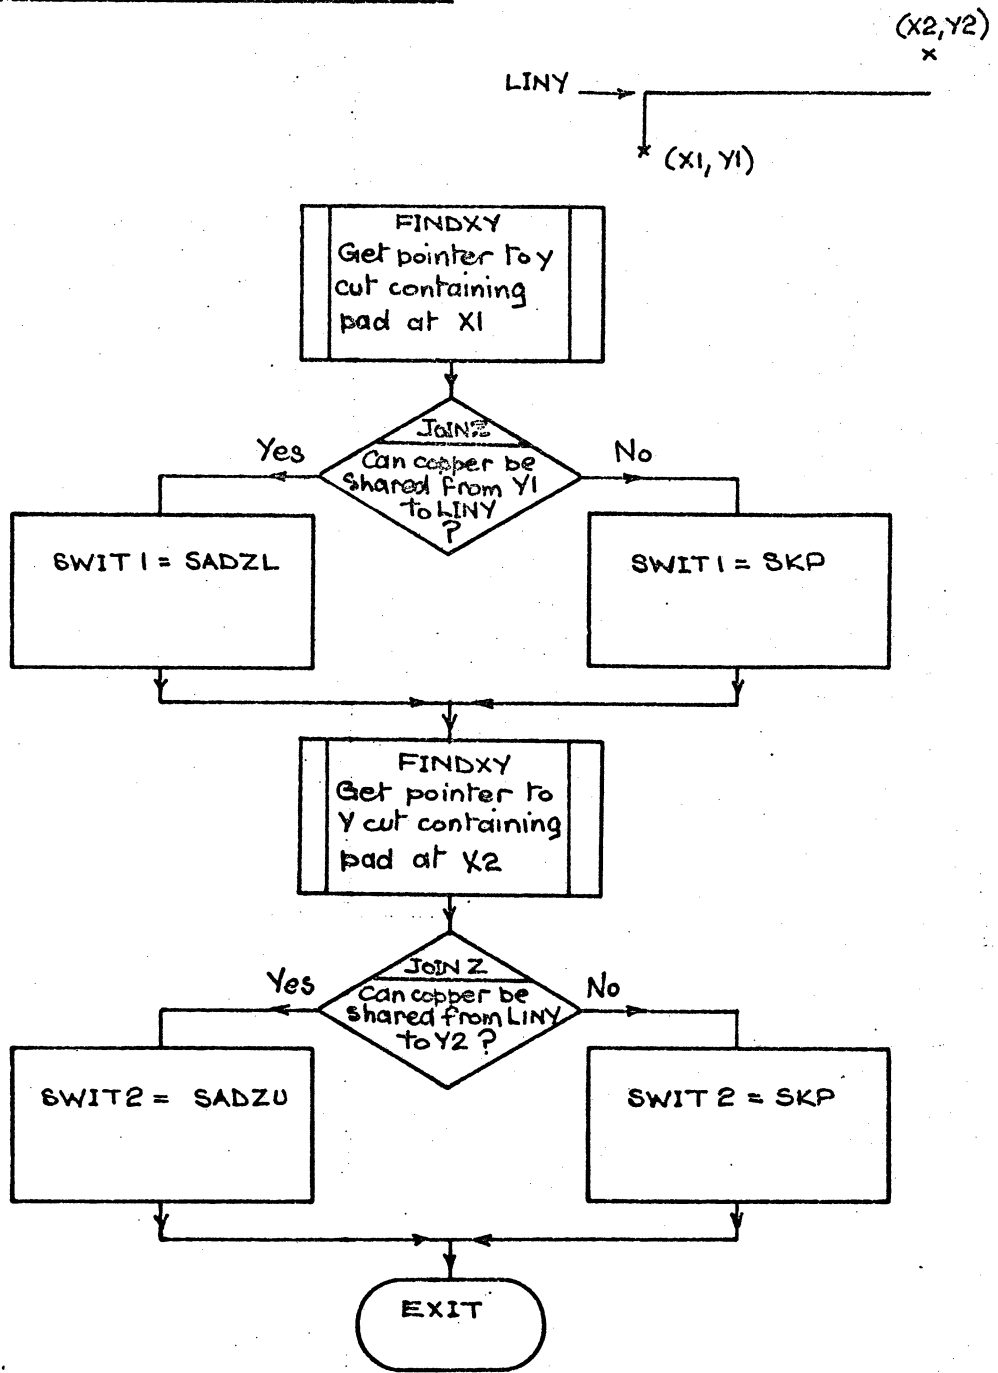 (X2,Y2)
LINY
(X1,Y1)
FINDXY
Get pointer to y
cut containing
pad at X1
JOINZ
Can copper be
shared from Y1
to LINY
?
Yes
No
SWIT1 = SADZL
SWIT1 = SKP
FINDXY
Get pointer to
Y cut containing
pad at X2
JOINZ
Can copper be
shared from LINY
to Y2 ?
Yes
No
SWIT2 = SADZU
SWIT2 = SKP
EXIT